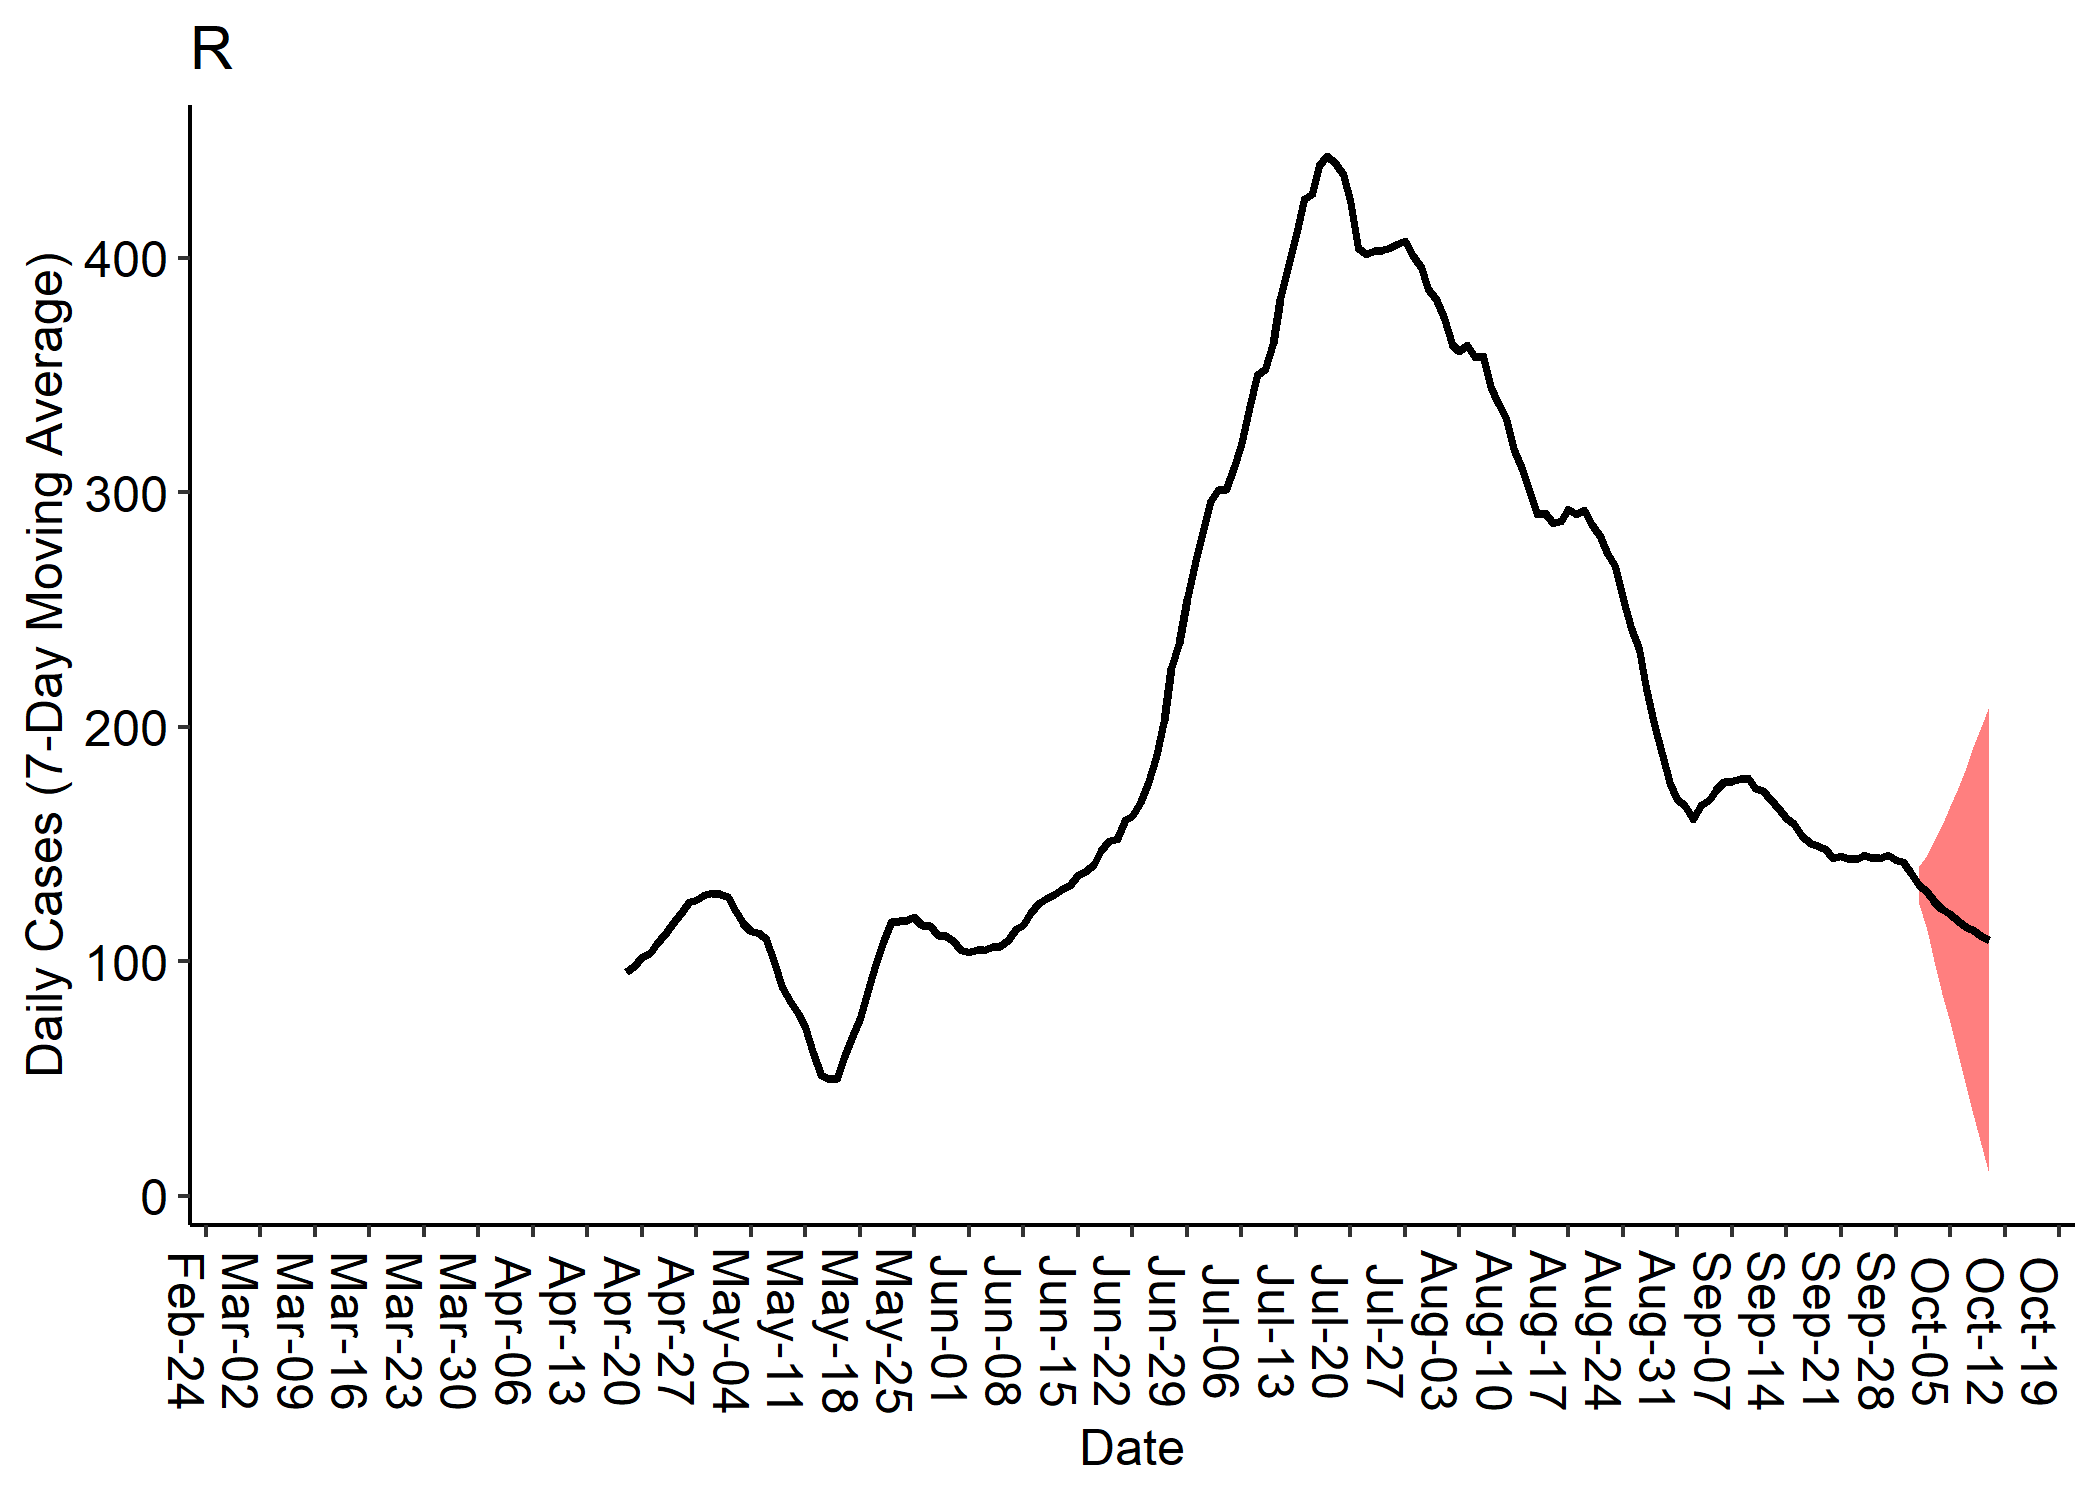 R
Daily Cases (7-Day Moving Average)
400
300
200
100
0
Feb-24
Mar-02
Mar-09
Mar-16
Mar-23
Mar-30
Apr-06
Apr-13
Apr-20
Apr-27
May-04
May-11
May-18
May-25
Jun-01
Jun-08
Jun-15
Jun-22
Jun-29
Jul-06
Jul-13
Jul-20
Jul-27
Aug-03
Aug-10
Aug-17
Aug-24
Aug-31
Sep-07
Sep-14
Sep-21
Sep-28
Oct-05
Oct-12
Oct-19
Date